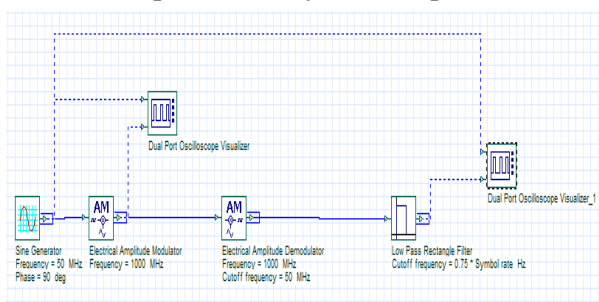 Dual Port Oscilloscope Visualizer
Dual Port Oscilloscope Visualizer_1
AM
AM
Sine Generator
Frequency = 50 MHz
Phase = 90 deg
Electrical Amplitude Modulator
Frequency = 1000 MHz
Electrical Amplitude Demodulator
Frequency = 1000 MHz
Cutoff frequency = 50 MHz
Low Pass Rectangle Filter
Cutoff frequency = 0.75 * Symbol rate Hz